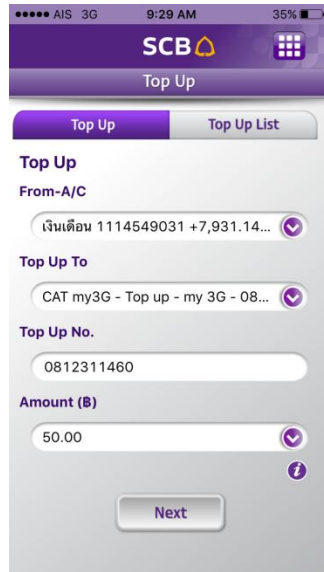 AIS 3G 9:29 AM 35%
SCB
Top Up
Top Up Top Up List
Top Up
From-A/C
เงินเดือน 1114549031 +7,931.14...
Top Up To
CAT my3G - Top up - my 3G - 08...
Top Up No.
0812311460
Amount (฿)
50.00
i
Next